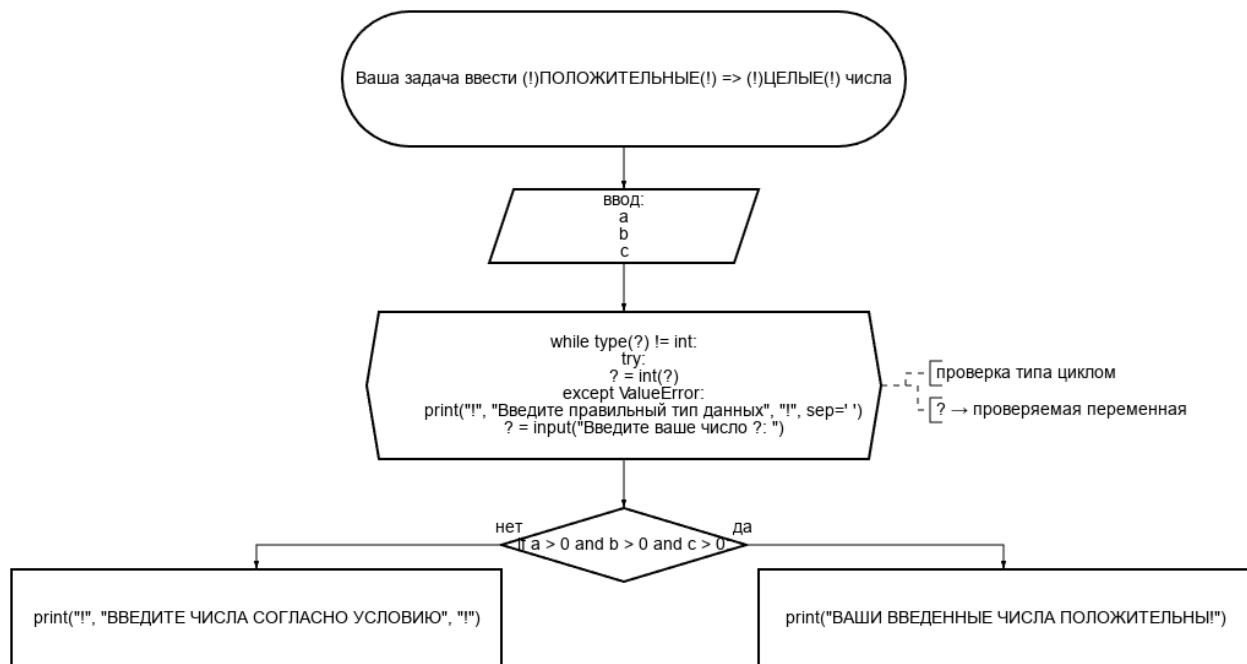 Ваша задача ввести (!)ПОЛОЖИТЕЛЬНЫЕ(!) => (!)ЦЕЛЫЕ(!) числа
ввод:
a
b
c
while type(?) != int:
try:
? = int(?)
except ValueError:
print("!", "Введите правильный тип данных", "!", sep=' ')
? = input("Введите ваше число ?: ")
проверка типа циклом
? → проверяемая переменная
нет
да
if a > 0 and b > 0 and c > 0
print("!", "ВВЕДИТЕ ЧИСЛА СОГЛАСНО УСЛОВИЮ", "!")
print("ВАШИ ВВЕДЕННЫЕ ЧИСЛА ПОЛОЖИТЕЛЬНЫ!")